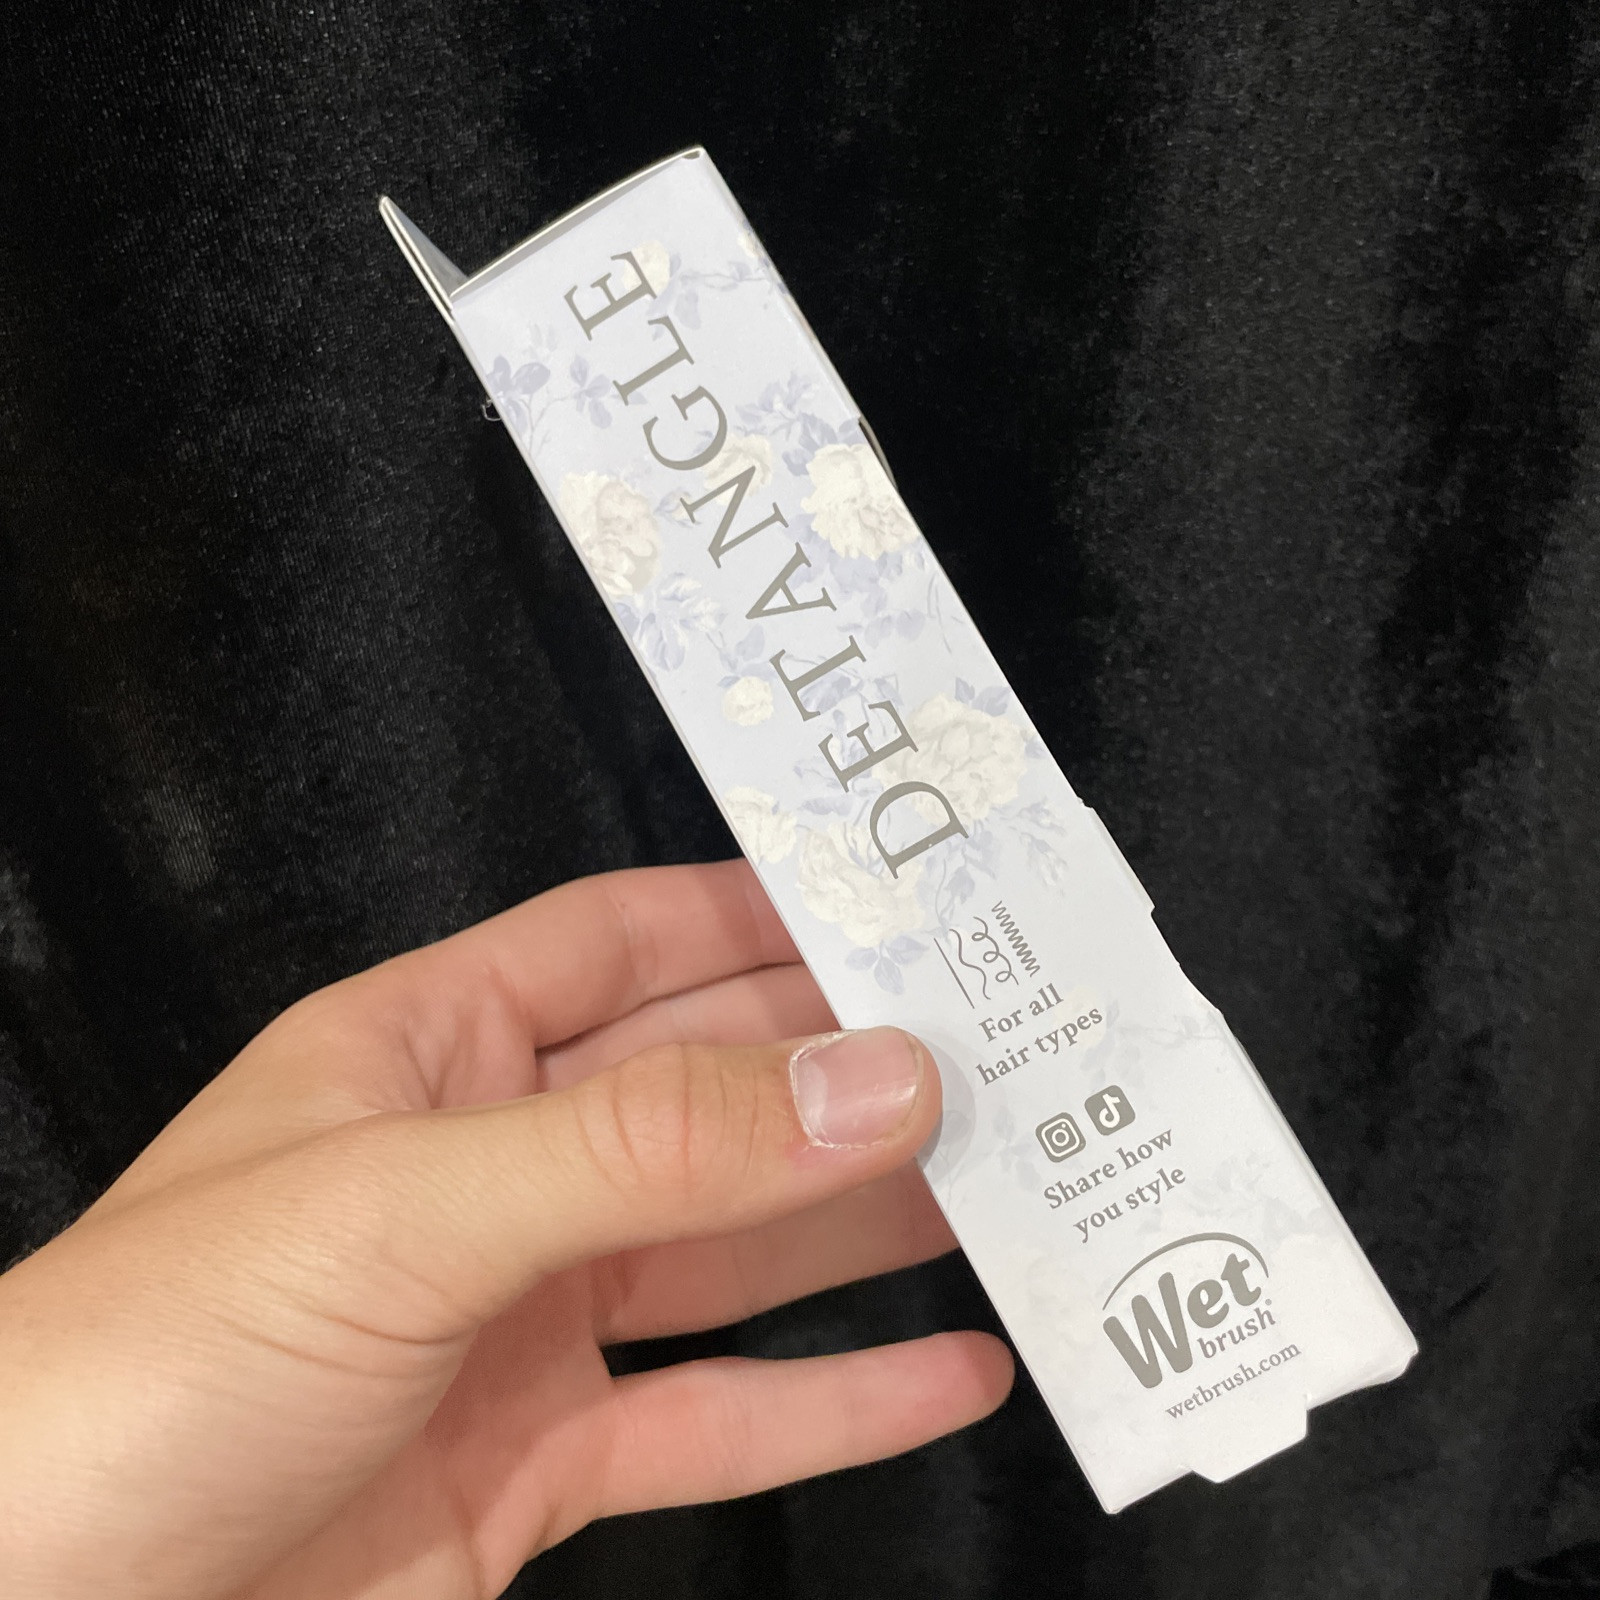 DETANGLE
For all
hair types
Share how
you style
Wet
brush®
wetbrush.com